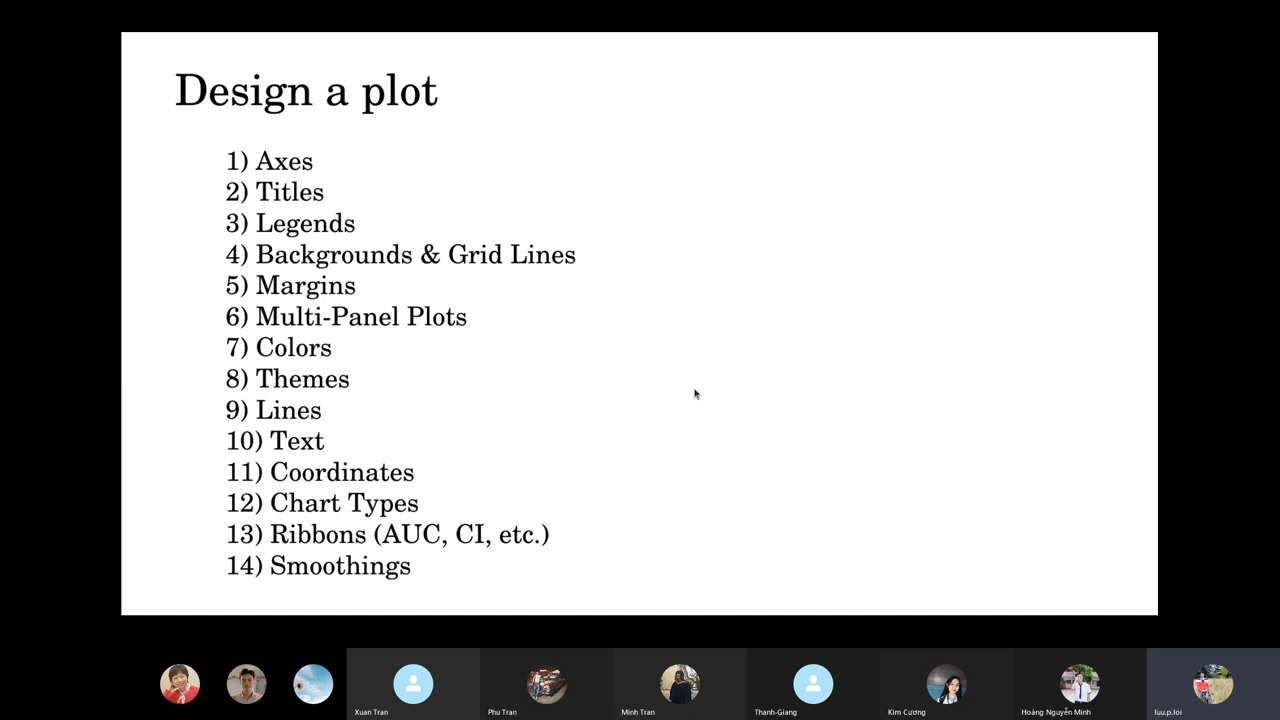 Design a plot
1) Axes
2) Titles
3) Legends
4) Backgrounds & Grid Lines
5) Margins
6) Multi-Panel Plots
7) Colors
8) Themes
9) Lines
10) Text
11) Coordinates
12) Chart Types
13) Ribbons (AUC, CI, etc.)
14) Smoothings
Xuan Tran
Phu Tran
Minh Tran
Thanh-Giang
Kim Cương
Hoàng Nguyễn Minh
luu.p.loi